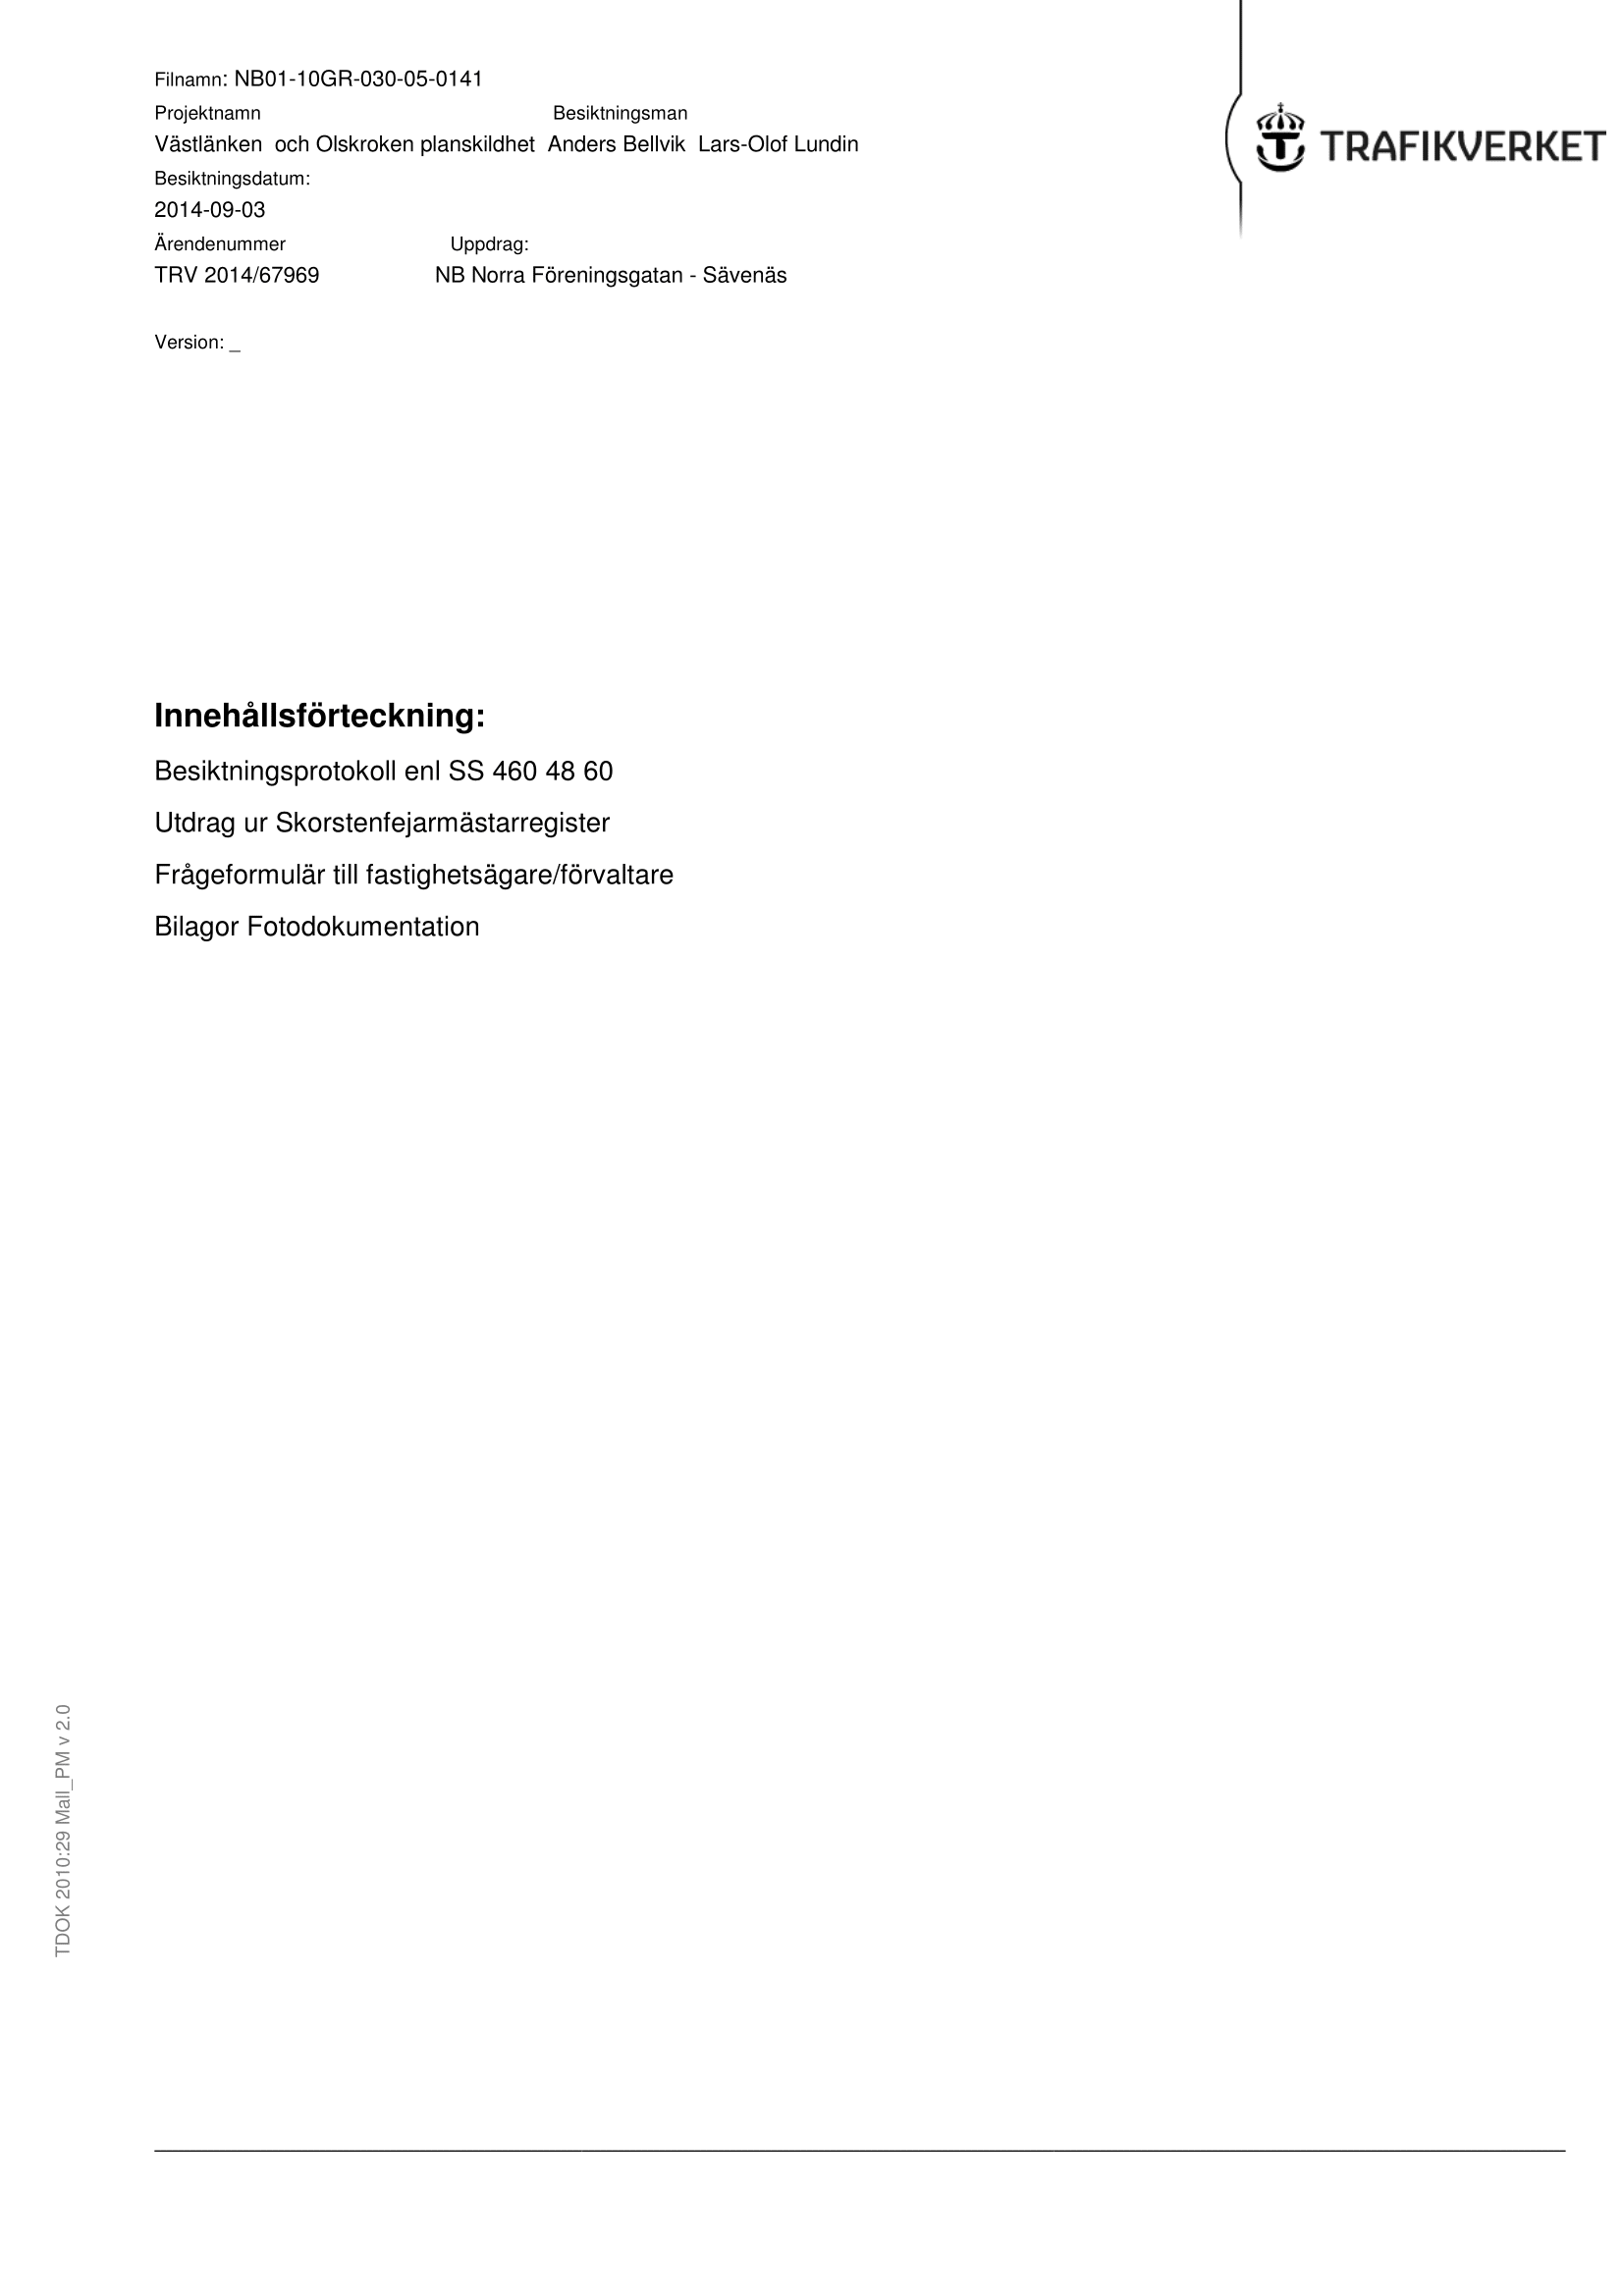 Filnamn: NB01-10GR-030-05-0141
Projektnamn Besiktningsman
Västlänken och Olskroken planskildhet Anders Bellvik Lars-Olof Lundin
Besiktningsdatum:
2014-09-03
Ärendenummer Uppdrag:
TRV 2014/67969 NB Norra Föreningsgatan - Sävenäs
Version: _
TRAFIKVERKET
Innehållsförteckning:
Besiktningsprotokoll enl SS 460 48 60
Utdrag ur Skorstenfejarmästarregister
Frågeformulär till fastighetsägare/förvaltare
Bilagor Fotodokumentation
TDOK 2010:29 Mall_PM v 2.0